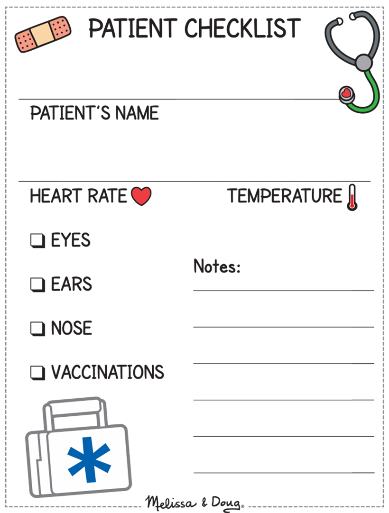 PATIENT CHECKLIST
PATIENT'S NAME
HEART RATE
TEMPERATURE
EYES
EARS
NOSE
VACCINATIONS
Notes:
Melissa & Doug